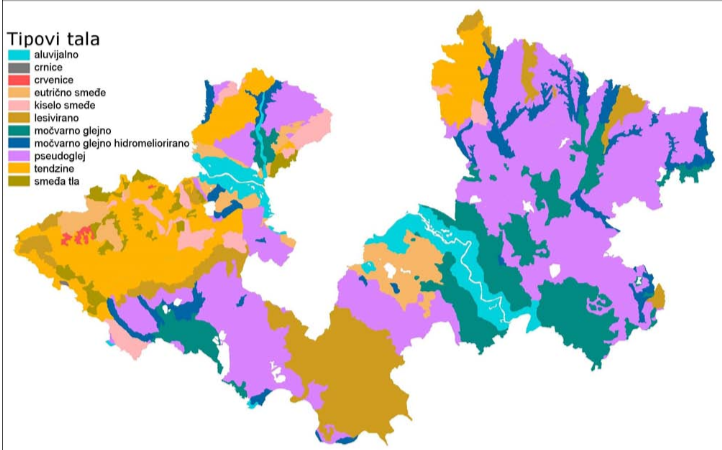 Tipovi tala
aluvijalno
crnice
crvenice
eutrično smeđe
kiselo smeđe
lesivirano
močvarno glejno
močvarno glejno hidromeliorirano
pseudoglej
tendzine
smeđa tla